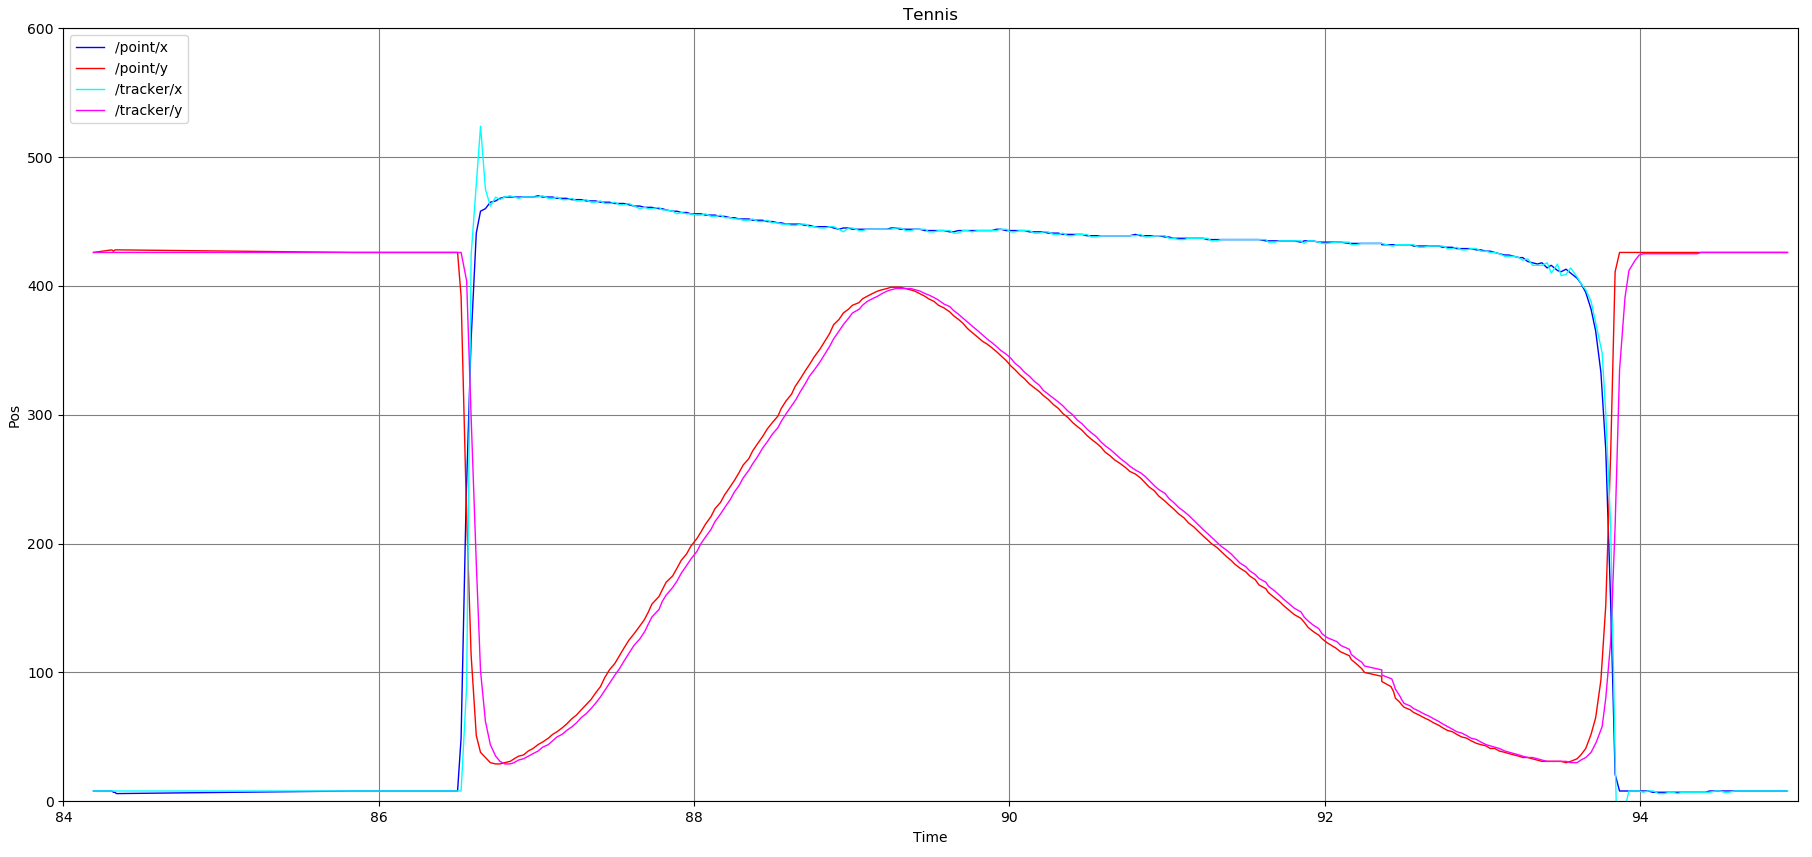 Tennis
600
/point/x
/point/y
/tracker/x
/tracker/y
500
400
Pos
300
200
100
0
84 86 88 90 92 94
Time